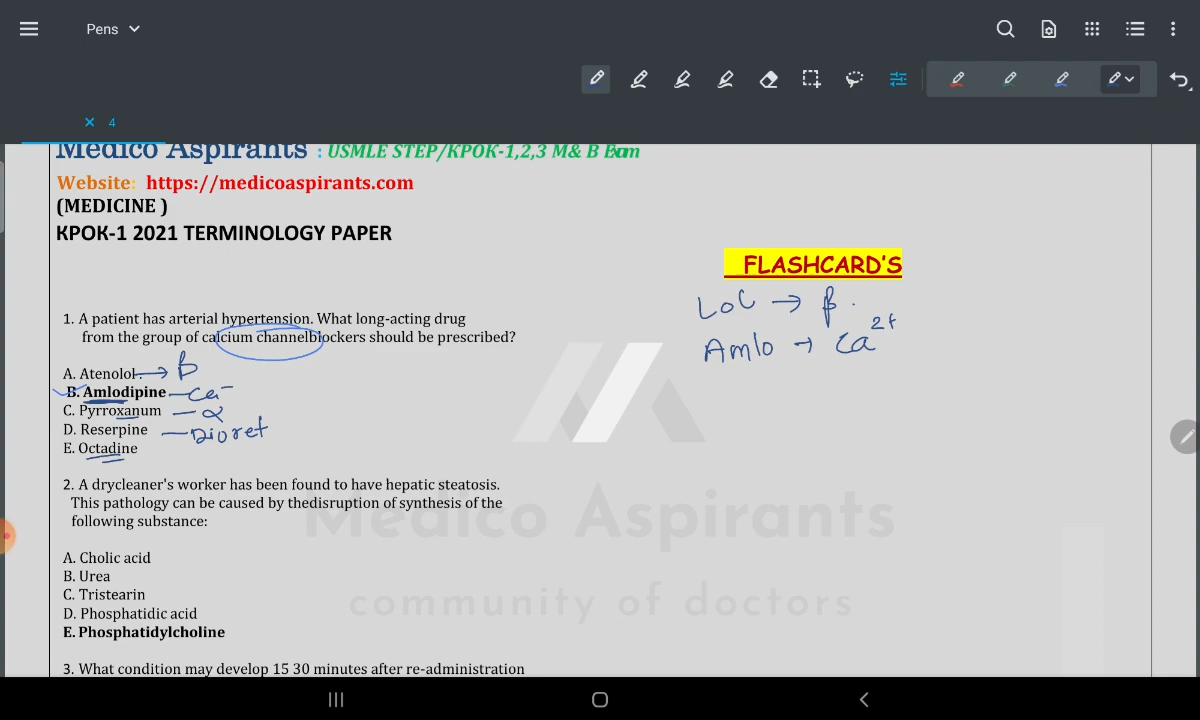 Pens
4
Medico Aspirants : USMLE STEP/KPOK-1,2,3 M& B Exam
Website: https://medicoaspirants.com
(MEDICINE )
KPOK-1 2021 TERMINOLOGY PAPER
FLASHCARD'S
LOC → β
Amlo → Ca 2+
1. A patient has arterial hypertension. What long-acting drug
from the group of calcium channelblockers should be prescribed?
A. Atenolol → β
B. Amlodipine — Ca
C. Pyrroxanum — α
D. Reserpine — Dioret
E. Octadine
2. A drycleaner's worker has been found to have hepatic steatosis.
This pathology can be caused by thedisruption of synthesis of the
following substance:
A. Cholic acid
B. Urea
C. Tristearin
D. Phosphatidic acid
E. Phosphatidylcholine
3. What condition may develop 15 30 minutes after re-administration
Medico Aspirants
community of doctors